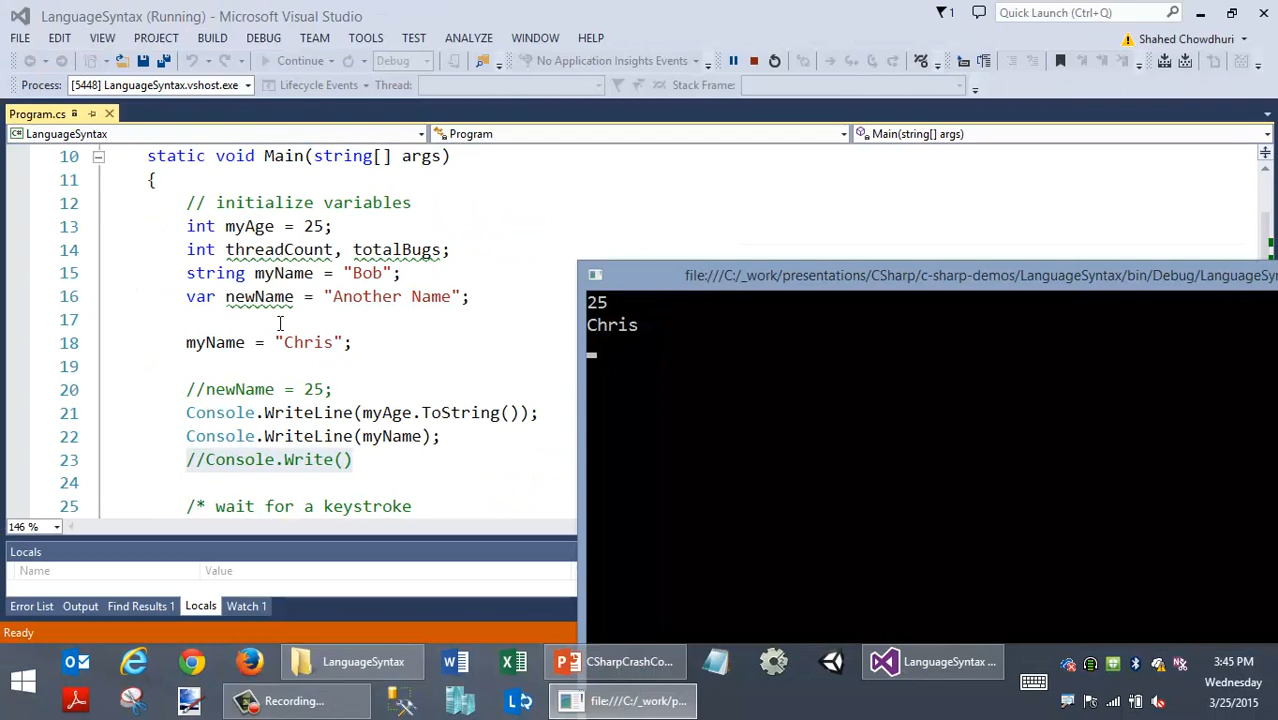 LanguageSyntax (Running) - Microsoft Visual Studio
1
Quick Launch (Ctrl+Q)
FILE EDIT VIEW PROJECT BUILD DEBUG TEAM TOOLS TEST ANALYZE WINDOW HELP
Shahed Chowdhuri
Continue Debug No Application Insights Events
Process: [5448] LanguageSyntax.vshost.exe Lifecycle Events Thread: Stack Frame:
Program.cs
C# LanguageSyntax Program Main(string[] args)
10 static void Main(string[] args)
11 {
12 // initialize variables
13 int myAge = 25;
14 int threadCount, totalBugs;
15 string myName = "Bob";
16 var newName = "Another Name";
17
18 myName = "Chris";
19
20 //newName = 25;
21 Console.WriteLine(myAge.ToString());
22 Console.WriteLine(myName);
23 //Console.Write()
24
25 /* wait for a keystroke
146 %
file:///C:/_work/presentations/CSharp/c-sharp-demos/LanguageSyntax/bin/Debug/LanguageSy
25
Chris
Locals
Name Value
Error List Output Find Results 1 Locals Watch 1
Ready
LanguageSyntax
CSharpCrashCo...
LanguageSyntax ...
Recording...
file:///C:/_work/p...
3:45 PM
Wednesday
3/25/2015